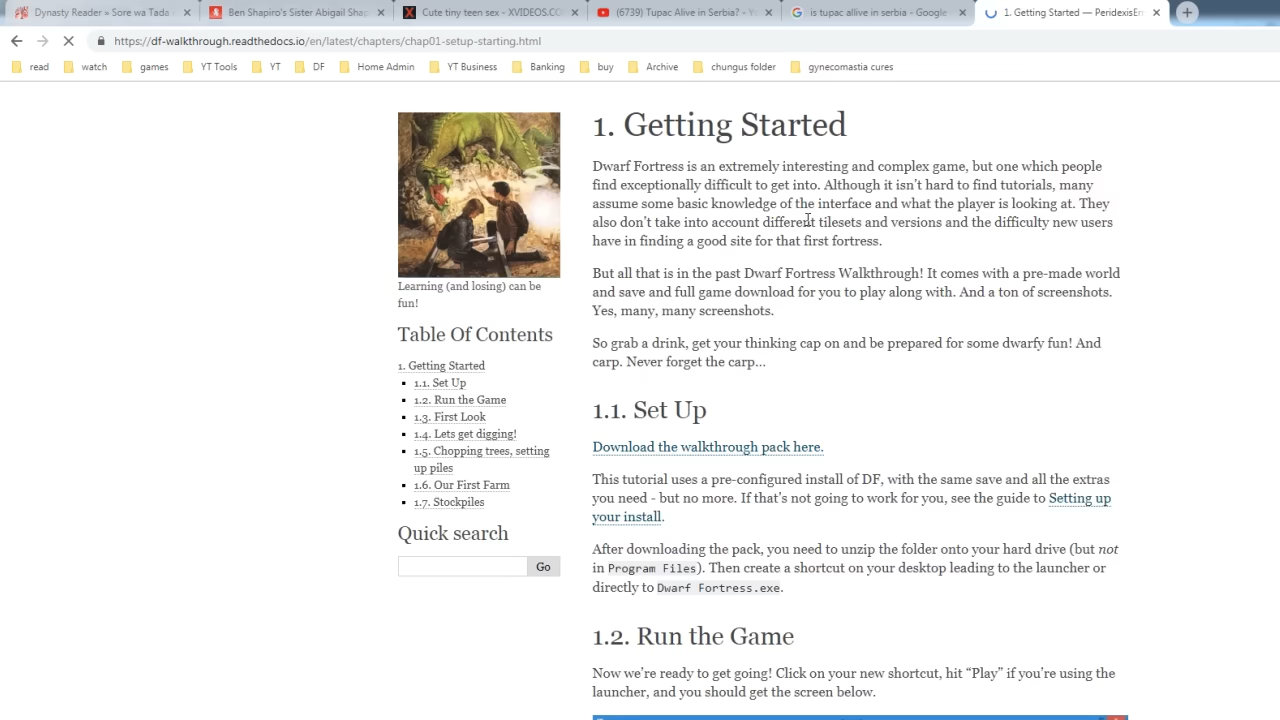 Dynasty Reader » Sore wa Tada
Ben Shapiro's Sister Abigail Sha
Cute tiny teen sex - XVIDEOS.CO
(6739) Tupac Alive in Serbia? - Yo
is tupac allive in serbia - Google
1. Getting Started — PeridexisErr
https://df-walkthrough.readthedocs.io/en/latest/chapters/chap01-setup-starting.html
read watch games YT Tools YT DF Home Admin YT Business Banking buy Archive chungus folder gynecomastia cures
Learning (and losing) can be
fun!
Table Of Contents
1. Getting Started
1.1. Set Up
1.2. Run the Game
1.3. First Look
1.4. Lets get digging!
1.5. Chopping trees, setting
up piles
1.6. Our First Farm
1.7. Stockpiles
Quick search
Go
1. Getting Started
Dwarf Fortress is an extremely interesting and complex game, but one which people
find exceptionally difficult to get into. Although it isn't hard to find tutorials, many
assume some basic knowledge of the interface and what the player is looking at. They
also don't take into account different tilesets and versions and the difficulty new users
have in finding a good site for that first fortress.
But all that is in the past Dwarf Fortress Walkthrough! It comes with a pre-made world
and save and full game download for you to play along with. And a ton of screenshots.
Yes, many, many screenshots.
So grab a drink, get your thinking cap on and be prepared for some dwarfy fun! And
carp. Never forget the carp...
1.1. Set Up
Download the walkthrough pack here.
This tutorial uses a pre-configured install of DF, with the same save and all the extras
you need - but no more. If that's not going to work for you, see the guide to Setting up
your install.
After downloading the pack, you need to unzip the folder onto your hard drive (but not
in Program Files). Then create a shortcut on your desktop leading to the launcher or
directly to Dwarf Fortress.exe.
1.2. Run the Game
Now we're ready to get going! Click on your new shortcut, hit "Play" if you're using the
launcher, and you should get the screen below.